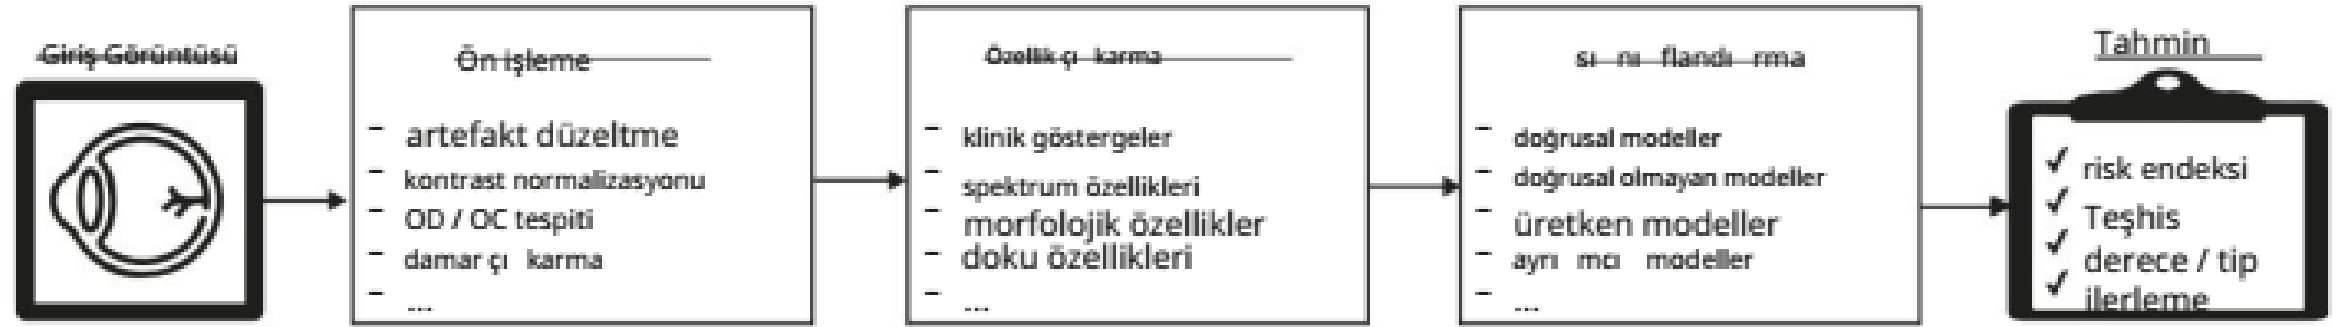 Giriş Görüntüsü
Ön işleme
- artefakt düzeltme
- kontrast normalizasyonu
- OD / OC tespiti
- damar çı karma
- ...
Özellik çı karma
- klinik göstergeler
- spektrum özellikleri
- morfolojik özellikler
- doku özellikleri
- ...
sı nı flandı rma
- doğrusal modeller
- doğrusal olmayan modeller
- üretken modeller
- ayrı mcı modeller
- ...
Tahmin
✓ risk endeksi
✓ Teşhis
✓ derece / tip
✓ ilerleme